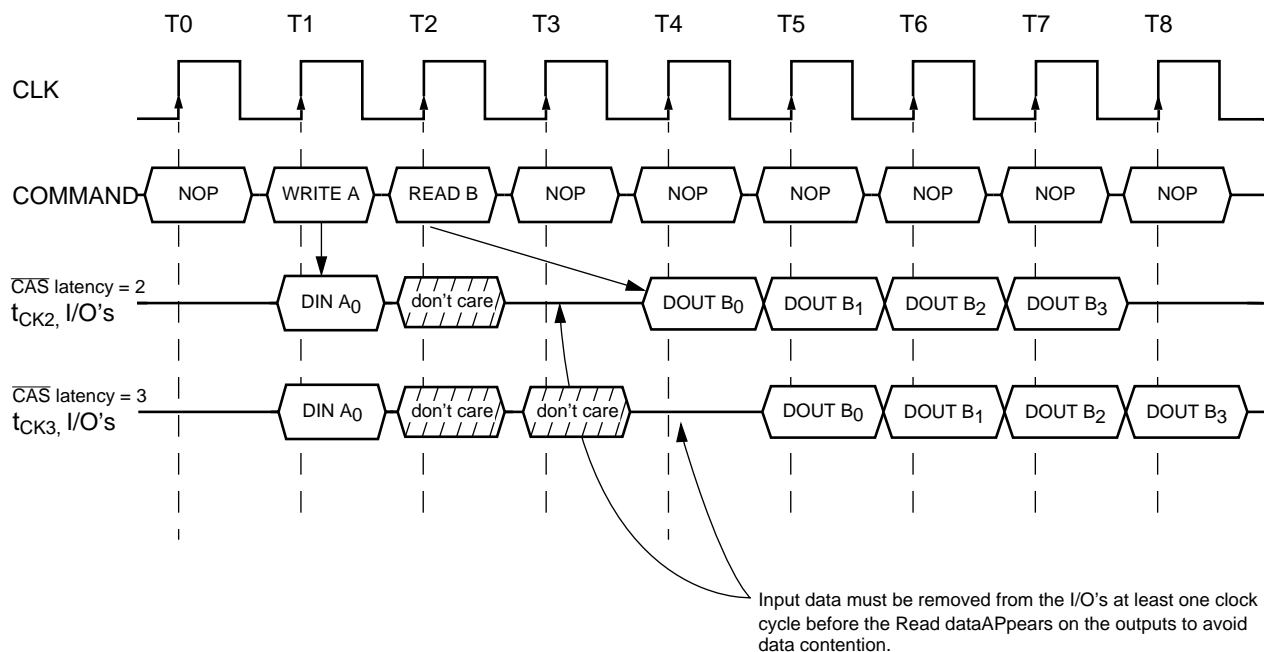 T0 T1 T2 T3 T4 T5 T6 T7 T8
CLK
COMMAND NOP WRITE A READ B NOP NOP NOP NOP NOP NOP
CAS latency = 2
tCK2, I/O's DIN A0 don't care DOUT B0 DOUT B1 DOUT B2 DOUT B3
CAS latency = 3
tCK3, I/O's DIN A0 don't care don't care DOUT B0 DOUT B1 DOUT B2 DOUT B3
Input data must be removed from the I/O's at least one clock
cycle before the Read dataAPpears on the outputs to avoid
data contention.